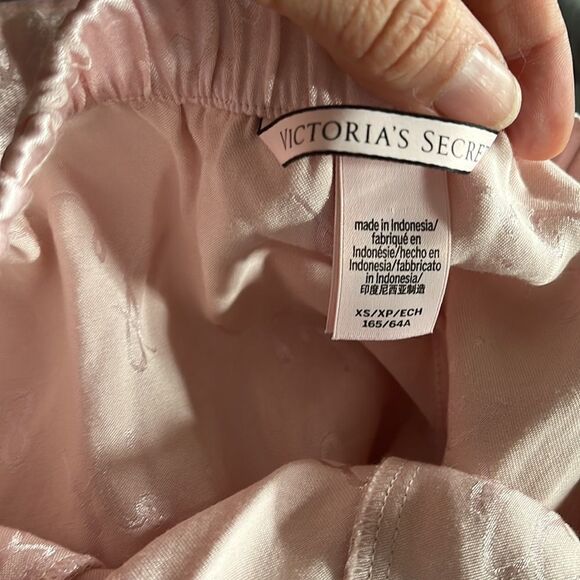 VICTORIA'S SECRE
made in Indonesia/
fabriqué en
Indonésie/hecho en
Indonesia/fabbricato
in Indonesia/
印度尼西亚制造
XS/XP/ECH
165/64A